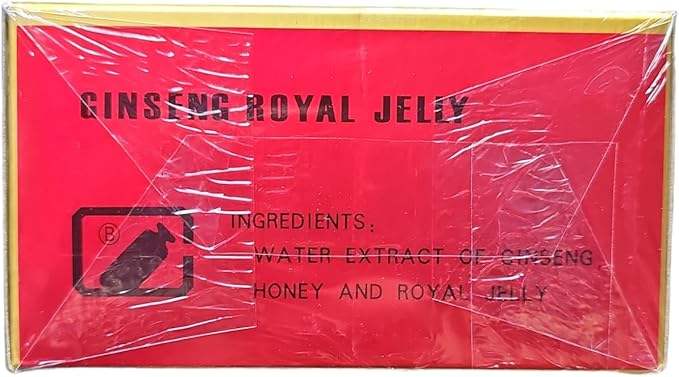 GINSENG ROYAL JELLY
B
INGREDIENTS:
WATER EXTRACT OF GINSENG
HONEY AND ROYAL JELLY